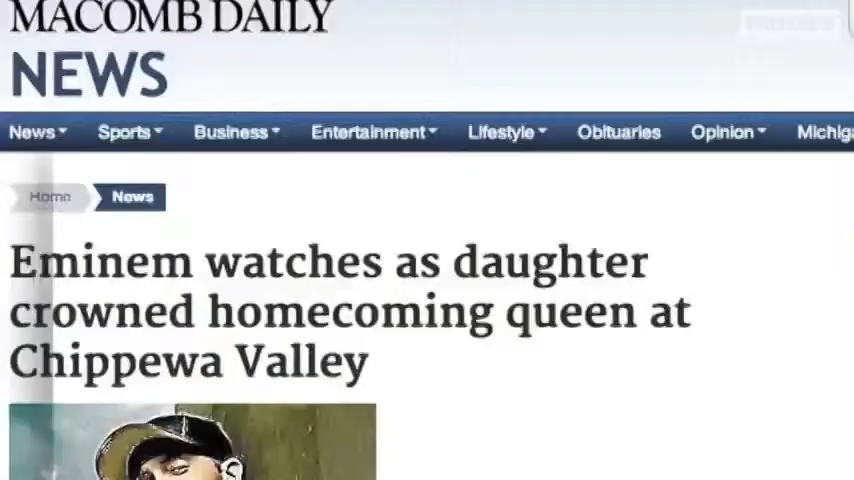 MACOMB DAILY
NEWS
News Sports Business Entertainment Lifestyle Obituaries Opinion
Home News
Eminem watches as daughter
crowned homecoming queen at
Chippewa Valley